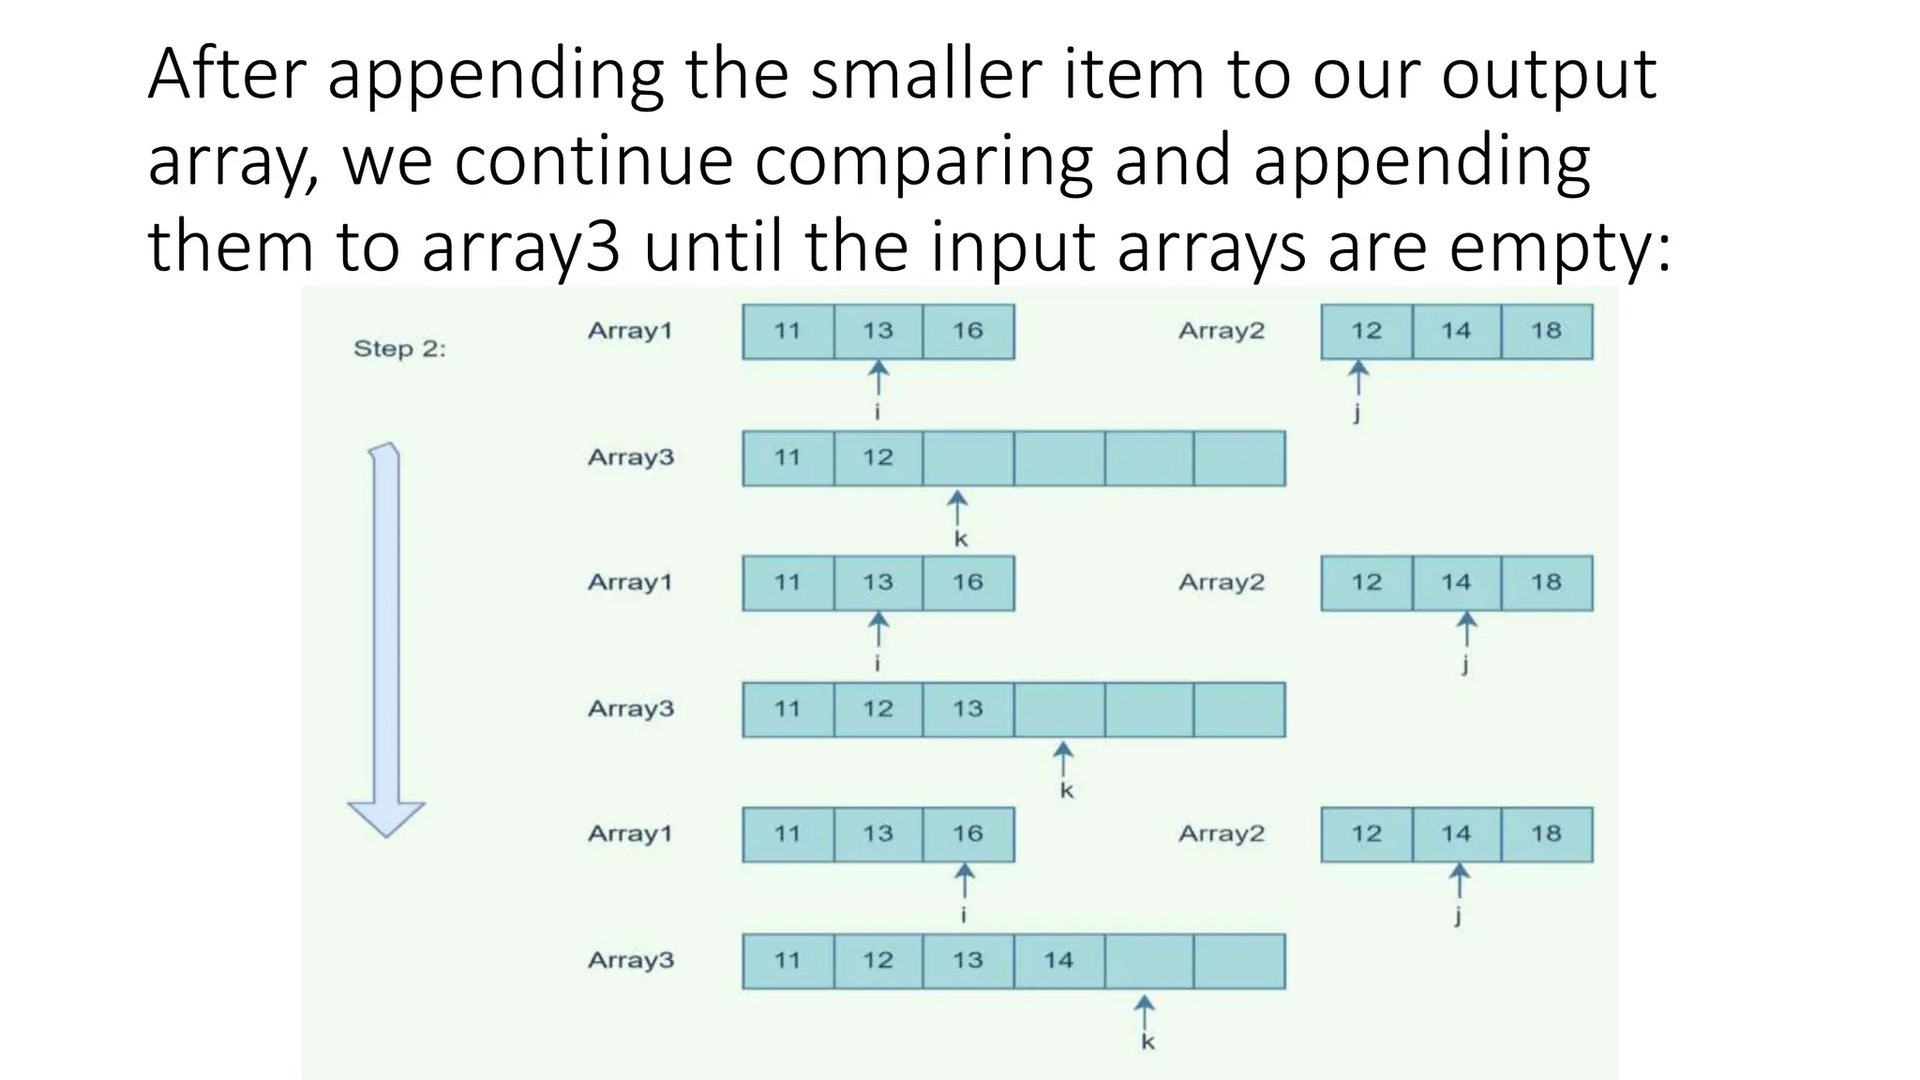 After appending the smaller item to our output
array, we continue comparing and appending
them to array3 until the input arrays are empty:
Step 2:
Array1 11 13 16 Array2 12 14 18
i j
Array3 11 12
k
Array1 11 13 16 Array2 12 14 18
i j
Array3 11 12 13
k
Array1 11 13 16 Array2 12 14 18
i j
Array3 11 12 13 14
k